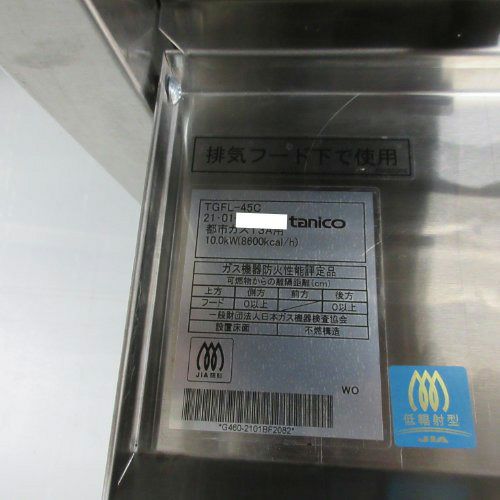 排気フード下で使用
TGFL-45C
21-01 tanico
都市ガス13A用
10.0kW(8600kcal/h)
ガス機器防火性能評定品
可燃物からの離隔距離(cm)
上方 側方 前方 後方
フード 0以上 0以上
一般財団法人日本ガス機器検査協会
設置床面 不燃構造
WO
*G460-2101BF2082*
低輻射型
JIA